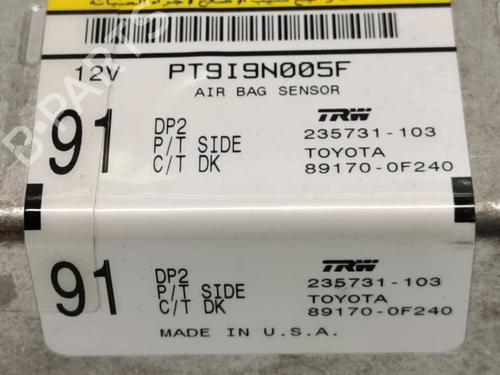 12V PT9I9N005F
AIR BAG SENSOR
91 DP2 TRW
P/T SIDE 235731-103
C/T DK TOYOTA
89170-0F240
91 DP2 TRW
P/T SIDE 235731-103
C/T DK TOYOTA
89170-0F240
MADE IN U.S.A.
B-PARTS